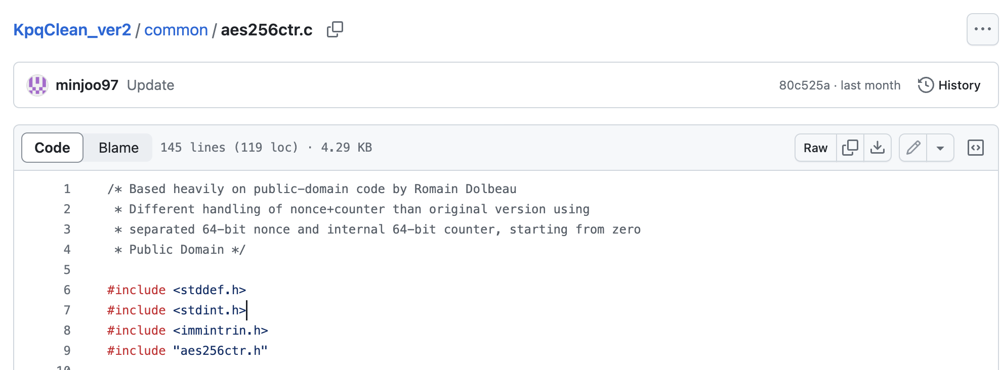 KpqClean_ver2 / common / aes256ctr.c
minjoo97 Update 80c525a · last month History
Code Blame 145 lines (119 loc) · 4.29 KB Raw
1 /* Based heavily on public-domain code by Romain Dolbeau
2 * Different handling of nonce+counter than original version using
3 * separated 64-bit nonce and internal 64-bit counter, starting from zero
4 * Public Domain */
5
6 #include <stddef.h>
7 #include <stdint.h>
8 #include <immintrin.h>
9 #include "aes256ctr.h"
10